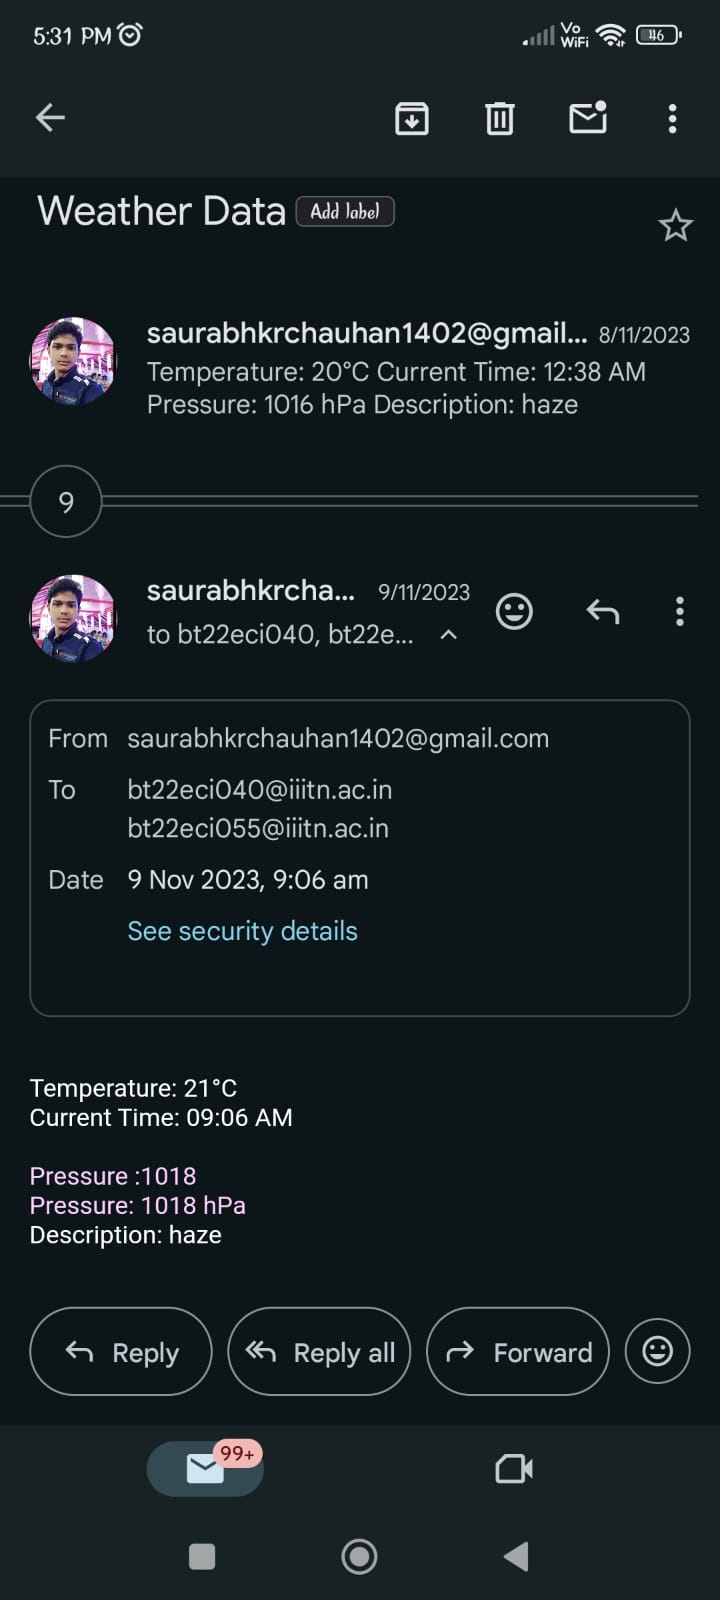 5:31 PM
Vo
WiFi
46
Weather Data
Add label
saurabhkrchauhan1402@gmail... 8/11/2023
Temperature: 20°C Current Time: 12:38 AM
Pressure: 1016 hPa Description: haze
9
saurabhkrcha... 9/11/2023
to bt22eci040, bt22e...
From saurabhkrchauhan1402@gmail.com
To bt22eci040@iiitn.ac.in
bt22eci055@iiitn.ac.in
Date 9 Nov 2023, 9:06 am
See security details
Temperature: 21°C
Current Time: 09:06 AM
Pressure :1018
Pressure: 1018 hPa
Description: haze
Reply
Reply all
Forward
99+